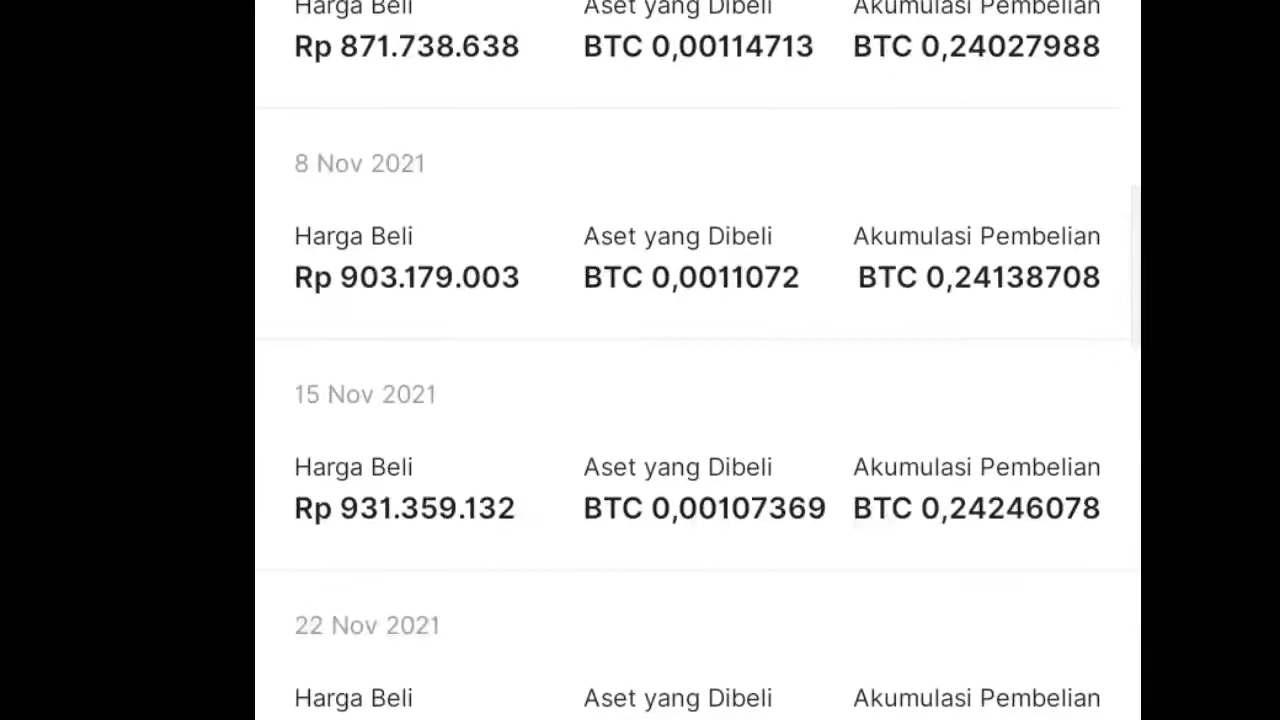 Harga Beli Aset yang Dibeli Akumulasi Pembelian
Rp 871.738.638 BTC 0,00114713 BTC 0,24027988
8 Nov 2021
Harga Beli Aset yang Dibeli Akumulasi Pembelian
Rp 903.179.003 BTC 0,0011072 BTC 0,24138708
15 Nov 2021
Harga Beli Aset yang Dibeli Akumulasi Pembelian
Rp 931.359.132 BTC 0,00107369 BTC 0,24246078
22 Nov 2021
Harga Beli Aset yang Dibeli Akumulasi Pembelian